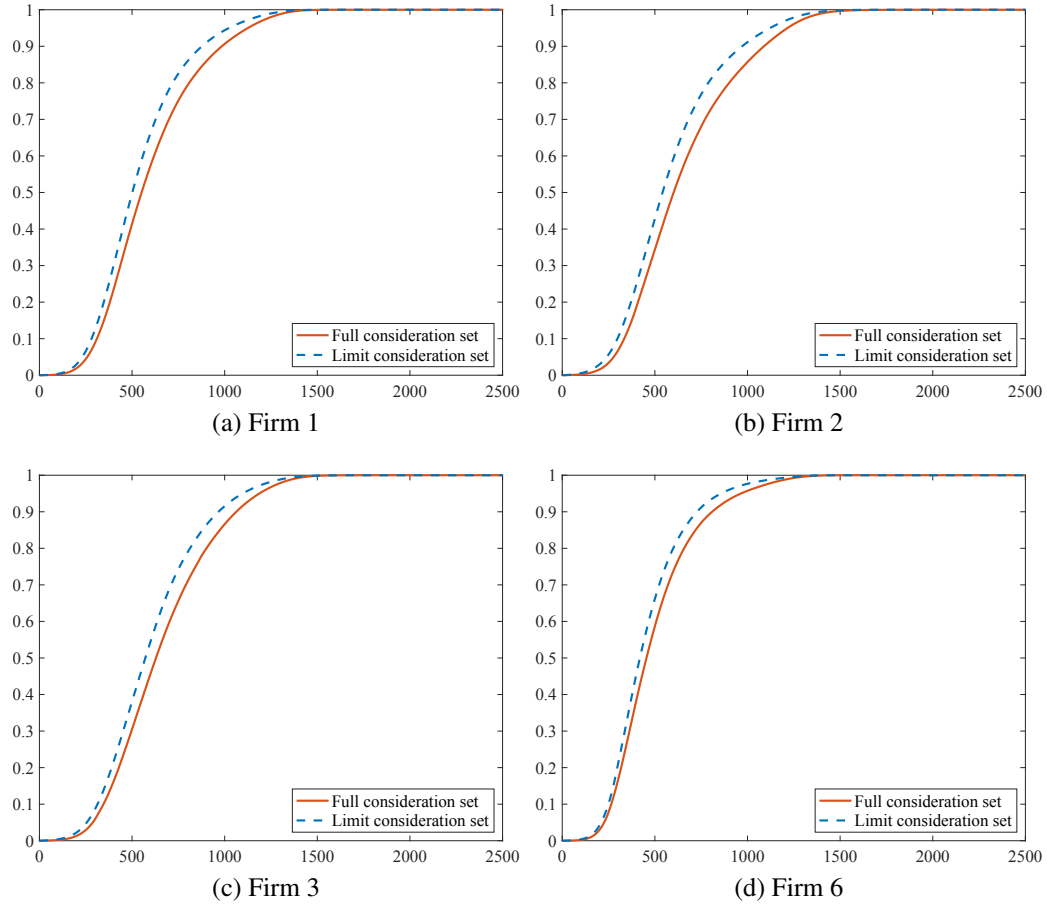 1
0.9
0.8
0.7
0.6
0.5
0.4
0.3
0.2
0.1
0
Full consideration set
Limit consideration set
0 500 1000 1500 2000 2500
(a) Firm 1
1
0.9
0.8
0.7
0.6
0.5
0.4
0.3
0.2
0.1
0
Full consideration set
Limit consideration set
0 500 1000 1500 2000 2500
(b) Firm 2
1
0.9
0.8
0.7
0.6
0.5
0.4
0.3
0.2
0.1
0
Full consideration set
Limit consideration set
0 500 1000 1500 2000 2500
(c) Firm 3
1
0.9
0.8
0.7
0.6
0.5
0.4
0.3
0.2
0.1
0
Full consideration set
Limit consideration set
0 500 1000 1500 2000 2500
(d) Firm 6